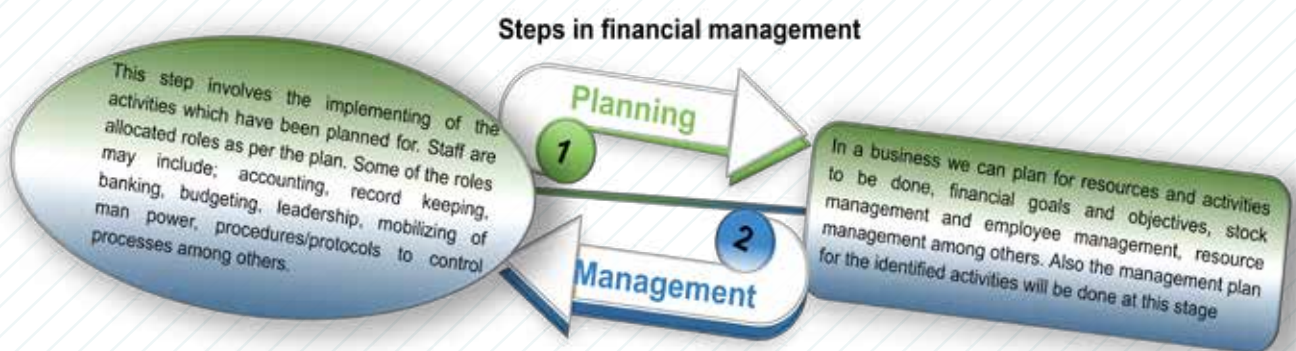 Steps in financial management
This step involves the implementing of the
activities which have been planned for. Staff are
allocated roles as per the plan. Some of the roles
may include; accounting, record keeping,
banking, budgeting, leadership, mobilizing of
man power, procedures/protocols to control
processes among others.
Planning
1
In a business we can plan for resources and activities
to be done, financial goals and objectives, stock
management and employee management, resource
management among others. Also the management plan
for the identified activities will be done at this stage
2
Management